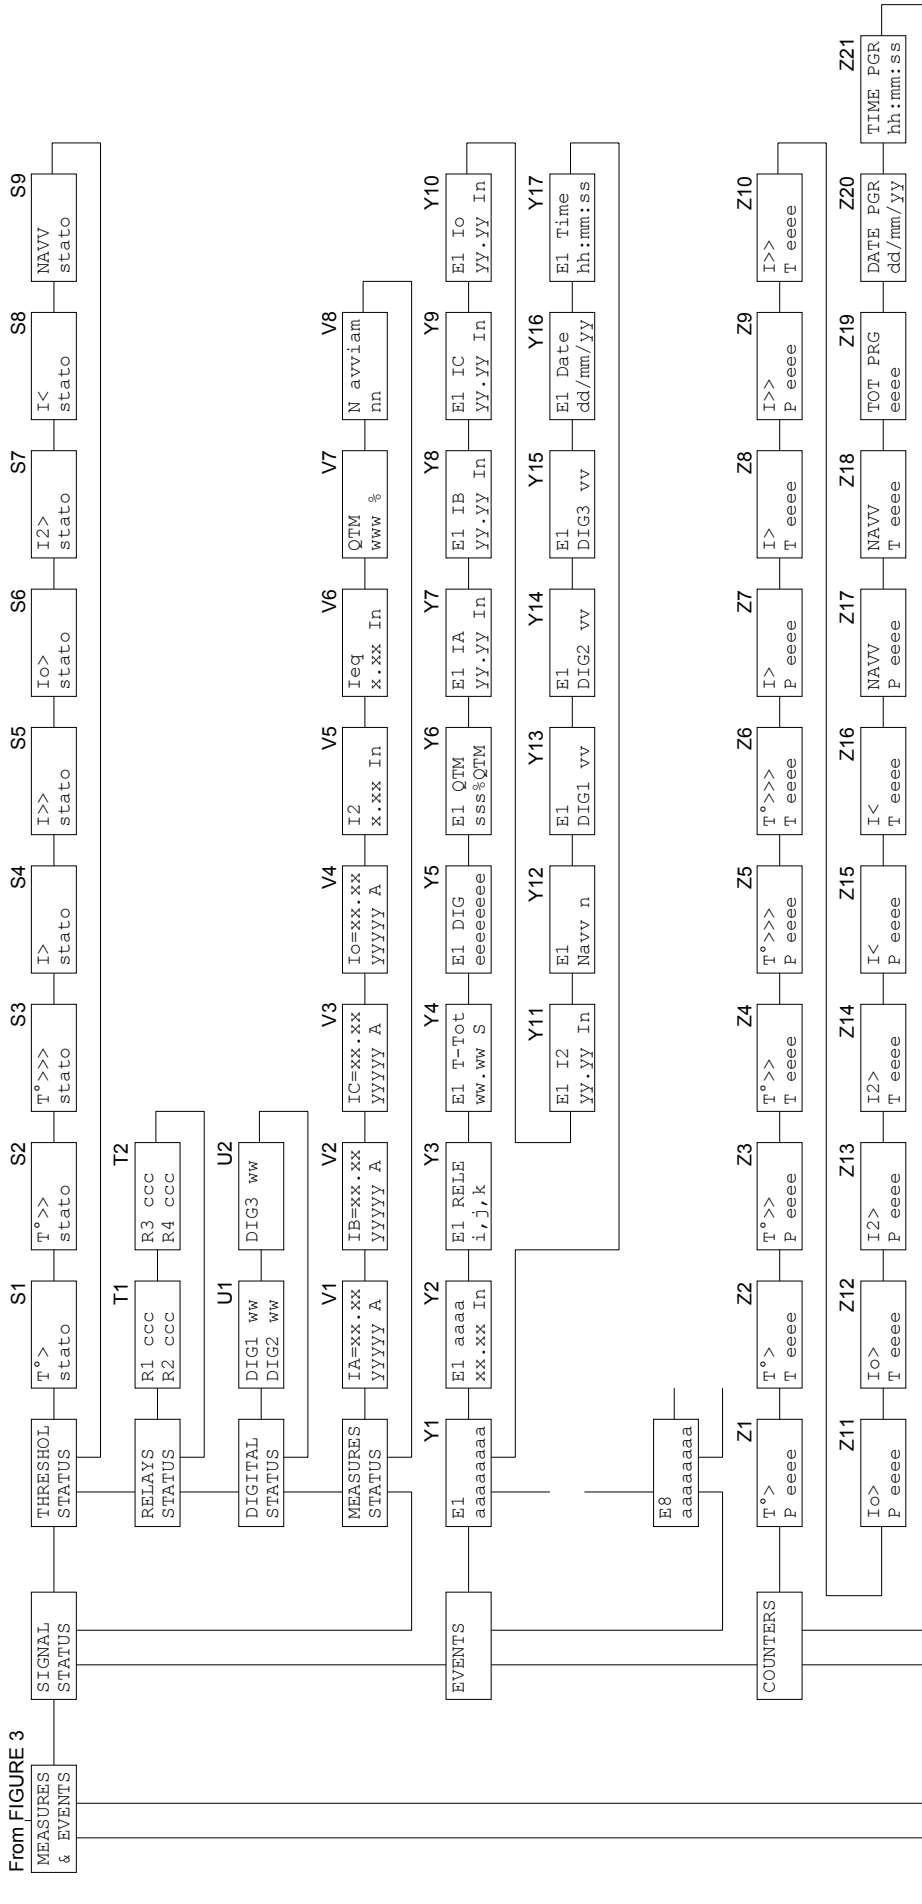 From FIGURE 3
MEASURES
& EVENTS
SIGNAL
STATUS
THRESHOL
STATUS
S1
T°>
stato
S2
T°>>
stato
S3
T°>>>
stato
S4
I>
stato
S5
I>>
stato
S6
Io>
stato
S7
I2>
stato
S8
I<
stato
S9
NAVV
stato
RELAYS
STATUS
T1
R1 ccc
R2 ccc
T2
R3 ccc
R4 ccc
DIGITAL
STATUS
U1
DIG1 ww
DIG2 ww
U2
DIG3 ww
MEASURES
STATUS
V1
IA=xx.xx
yyyyy A
V2
IB=xx.xx
yyyyy A
V3
IC=xx.xx
yyyyy A
V4
Io=xx.xx
yyyyy A
V5
I2
x.xx In
V6
Ieq
x.xx In
V7
QTM
www %
V8
N avviam
nn
EVENTS
Y1
E1
aaaaaaaa
Y2
E1 aaaa
xx.xx In
Y3
E1 RELE
i,j,k
Y4
E1 T-Tot
ww.ww S
Y5
E1 DIG
eeeeeeee
Y6
E1 QTM
sss%QTM
Y7
E1 IA
yy.yy In
Y8
E1 IB
yy.yy In
Y9
E1 IC
yy.yy In
Y10
E1 Io
yy.yy In
Y11
E1 I2
yy.yy In
Y12
E1
Navv n
Y13
E1
DIG1 vv
Y14
E1
DIG2 vv
Y15
E1
DIG3 vv
Y16
E1 Date
dd/mm/yy
Y17
E1 Time
hh:mm:ss
E8
aaaaaaaa
COUNTERS
Z1
T°>
P eeee
Z2
T°>
T eeee
Z3
T°>>
P eeee
Z4
T°>>
T eeee
Z5
T°>>>
P eeee
Z6
T°>>>
T eeee
Z7
I>
P eeee
Z8
I>
T eeee
Z9
I>>
P eeee
Z10
I>>
T eeee
Z11
Io>
P eeee
Z12
Io>
T eeee
Z13
I2>
P eeee
Z14
I2>
T eeee
Z15
I<
P eeee
Z16
I<
T eeee
Z17
NAVV
P eeee
Z18
NAVV
T eeee
Z19
TOT PRG
eeee
Z20
DATE PGR
dd/mm/yy
Z21
TIME PGR
hh:mm:ss